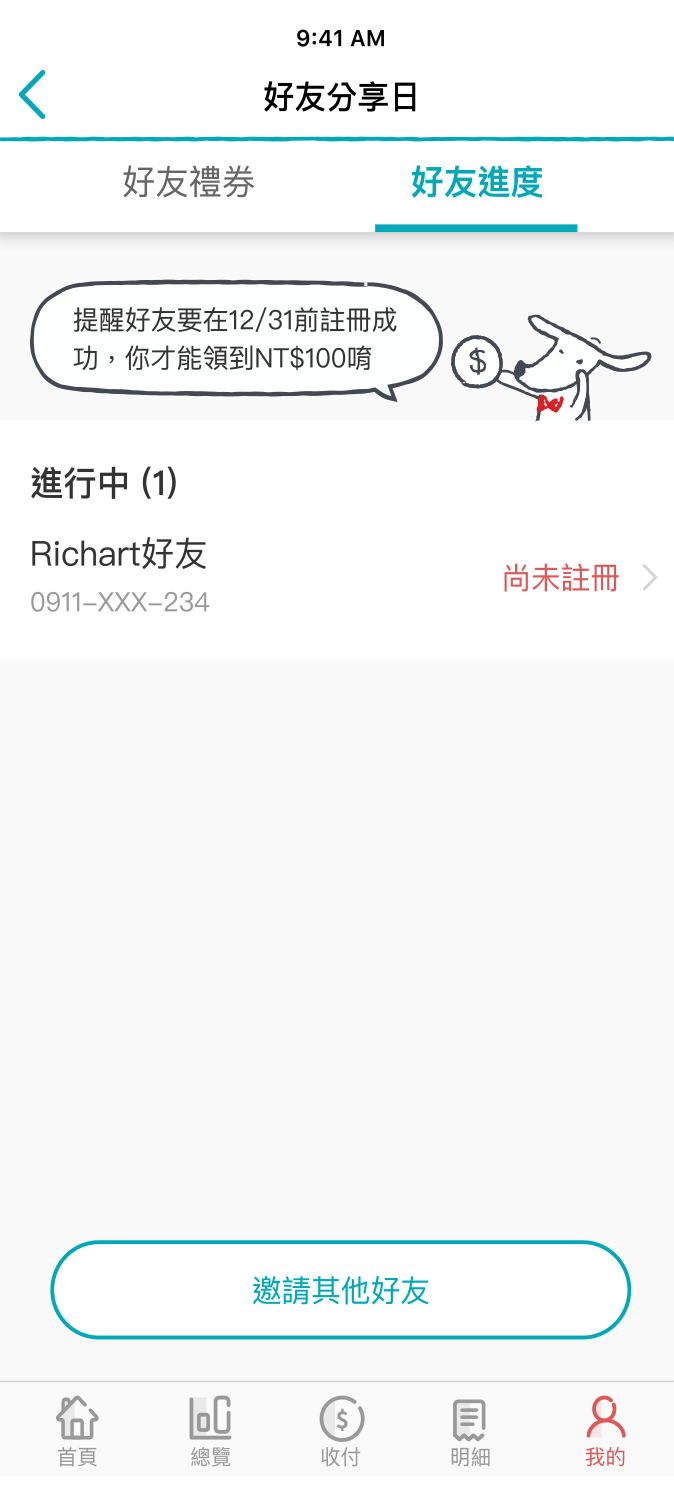 9:41 AM
好友分享日
好友禮券
好友進度
提醒好友要在12/31前註冊成
功，你才能領到NT$100唷
$
進行中 (1)
Richart好友
尚未註冊
0911-XXX-234
邀請其他好友
$
首頁
總覽
收付
明細
我的